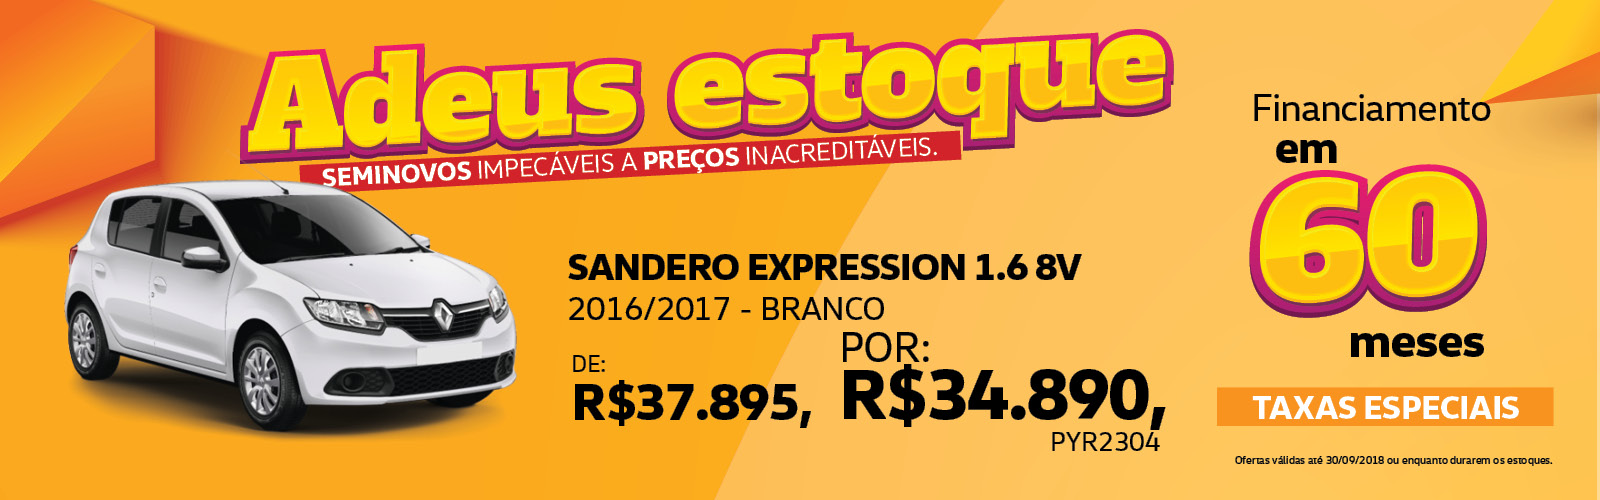 Adeus estoque
SEMINOVOS IMPECÁVEIS A PREÇOS INACREDITÁVEIS.
SANDERO EXPRESSION 1.6 8V
2016/2017 - BRANCO
DE:
R$37.895,
POR:
R$34.890,
PYR2304
Financiamento
em
60
meses
TAXAS ESPECIAIS
Ofertas válidas até 30/09/2018 ou enquanto durarem os estoques.